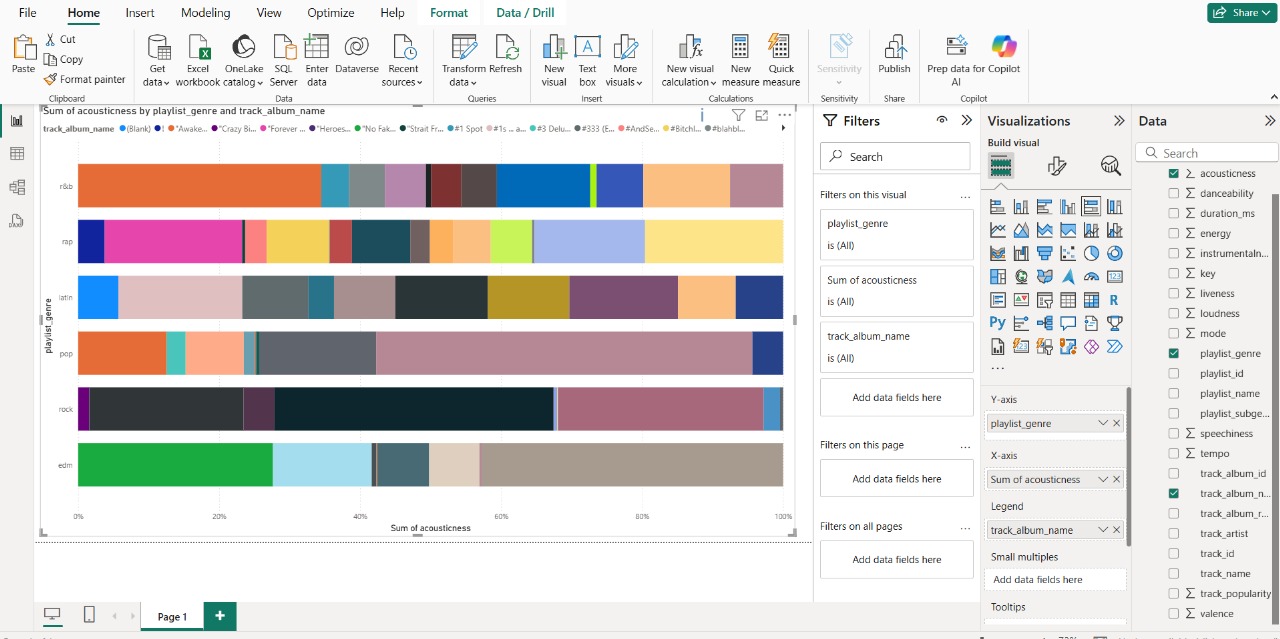 File Home Insert Modeling View Optimize Help Format Data / Drill Share
Paste
Cut
Copy
Format painter
Clipboard
Get data
Excel workbook
OneLake catalog
SQL Server
Enter data
Dataverse
Recent sources
Data
Transform data
Refresh
Queries
New visual
Text box
More visuals
Insert
New visual calculation
New measure
Quick measure
Calculations
Sensitivity
Sensitivity
Publish
Share
Prep data for AI
Copilot
Copilot
Sum of acousticness by playlist_genre and track_album_name
track_album_name (Blank) ! "Awake... "Crazy Bi... "Forever ... "Heroes... "No Fak... "Strait Fr... #1 Spot #1s ... a... #3 Delu... #333 (E... #AndSe... #Bitchl... #blahbl...
playlist_genre
r&b
rap
latin
pop
rock
edm
0% 20% 40% 60% 80% 100%
Sum of acousticness
Page 1
Filters
Search
Filters on this visual
playlist_genre
is (All)
Sum of acousticness
is (All)
track_album_name
is (All)
Add data fields here
Filters on this page
Add data fields here
Filters on all pages
Add data fields here
Visualizations
Build visual
123
R
Py
Y-axis
playlist_genre
X-axis
Sum of acousticness
Legend
track_album_name
Small multiples
Add data fields here
Tooltips
Data
Search
acousticness
danceability
duration_ms
energy
instrumentaln...
key
liveness
loudness
mode
playlist_genre
playlist_id
playlist_name
playlist_subge...
speechiness
tempo
track_album_id
track_album_n...
track_album_r...
track_artist
track_id
track_name
track_popularity
valence